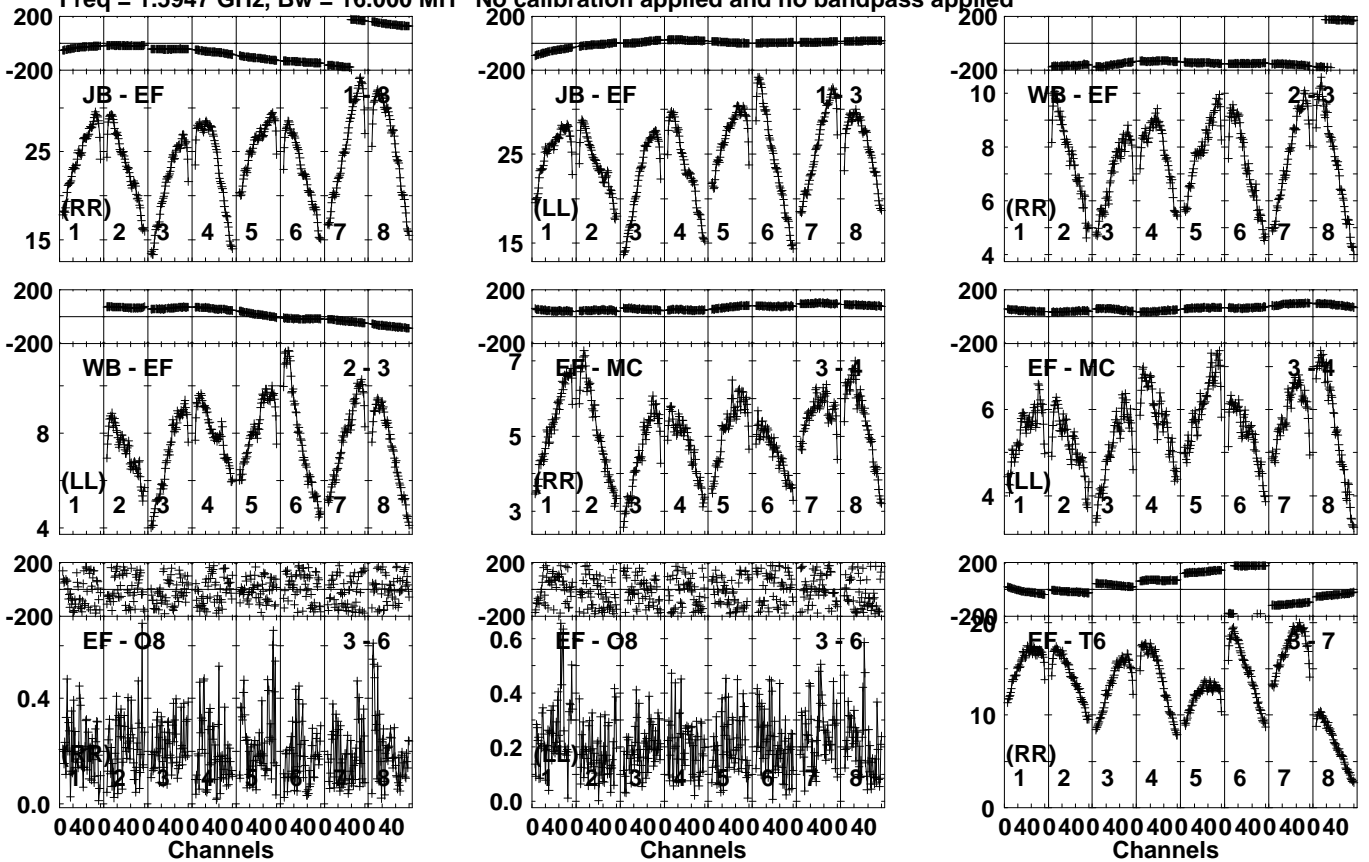 Freq = 1.5947 GHz, Bw = 16.000 MH No calibration applied and no bandpass applied
200
-200
JB - EF 1 - 3
25
15
(RR)
1 2 3 4 5 6 7 8
200
-200
JB - EF 1 - 3
25
15
(LL)
1 2 3 4 5 6 7 8
200
-200
WB - EF 2 - 3
10
8
6
4
(RR)
1 2 3 4 5 6 7 8
200
-200
WB - EF 2 - 3
8
4
(LL)
1 2 3 4 5 6 7 8
200
-200
EF - MC 3 - 4
7
5
3
(RR)
1 2 3 4 5 6 7 8
200
-200
EF - MC 3 - 4
6
4
(LL)
1 2 3 4 5 6 7 8
200
-200
EF - O8 3 - 6
0.4
0.0
(RR)
1 2 3 4 5 6 7 8
0 40 0 40 0 40 0 40 0 40 0 40 0 40 0 40
Channels
200
-200
EF - O8 3 - 6
0.6
0.4
0.2
0.0
(LL)
1 2 3 4 5 6 7 8
0 40 0 40 0 40 0 40 0 40 0 40 0 40 0 40
Channels
200
-200
EF - T6 3 - 7
20
10
0
(RR)
1 2 3 4 5 6 7 8
0 40 0 40 0 40 0 40 0 40 0 40 0 40 0 40
Channels